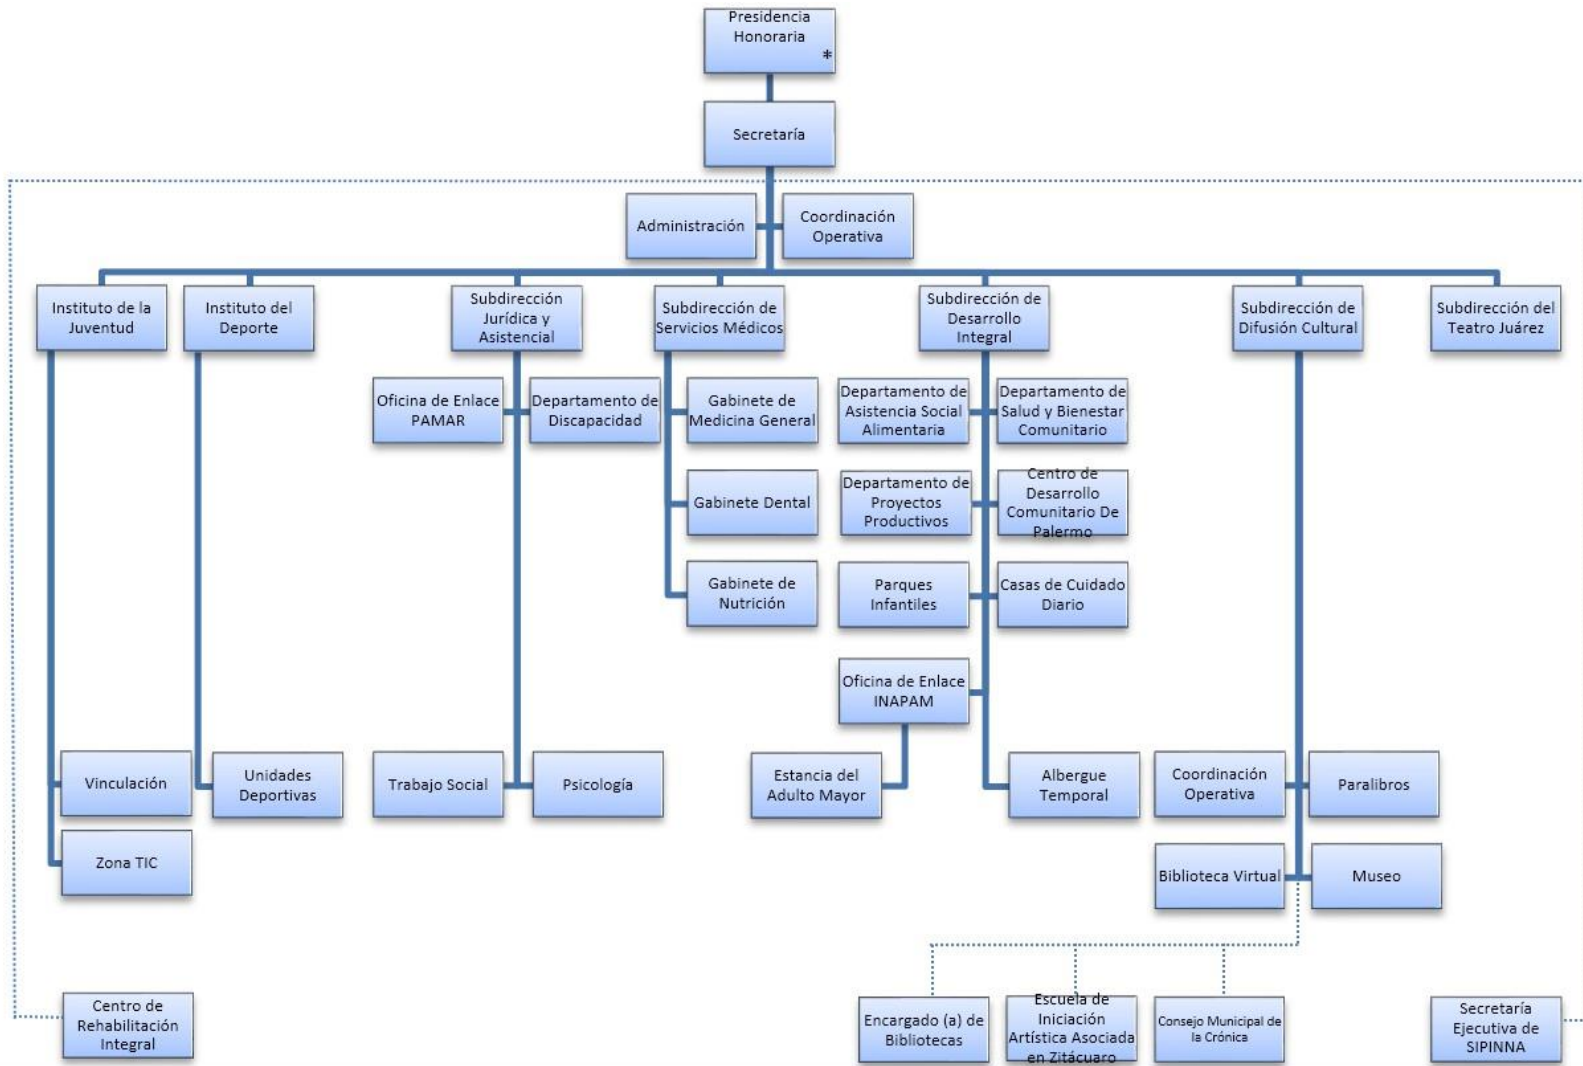 Presidencia
Honoraria
*
Secretaría
Administración
Coordinación
Operativa
Instituto de la
Juventud
Instituto del
Deporte
Subdirección
Jurídica y
Asistencial
Subdirección de
Servicios Médicos
Subdirección de
Desarrollo
Integral
Subdirección de
Difusión Cultural
Subdirección del
Teatro Juárez
Oficina de Enlace
PAMAR
Departamento de
Discapacidad
Gabinete de
Medicina General
Departamento de
Asistencia Social
Alimentaria
Departamento de
Salud y Bienestar
Comunitario
Gabinete Dental
Departamento de
Proyectos
Productivos
Centro de
Desarrollo
Comunitario De
Palermo
Gabinete de
Nutrición
Parques
Infantiles
Casas de Cuidado
Diario
Oficina de Enlace
INAPAM
Vinculación
Unidades
Deportivas
Trabajo Social
Psicología
Estancia del
Adulto Mayor
Albergue
Temporal
Coordinación
Operativa
Paralibros
Zona TIC
Biblioteca Virtual
Museo
Centro de
Rehabilitación
Integral
Encargado (a) de
Bibliotecas
Escuela de
Iniciación
Artística Asociada
en Zitácuaro
Consejo Municipal de
la Crónica
Secretaría
Ejecutiva de
SIPINNA